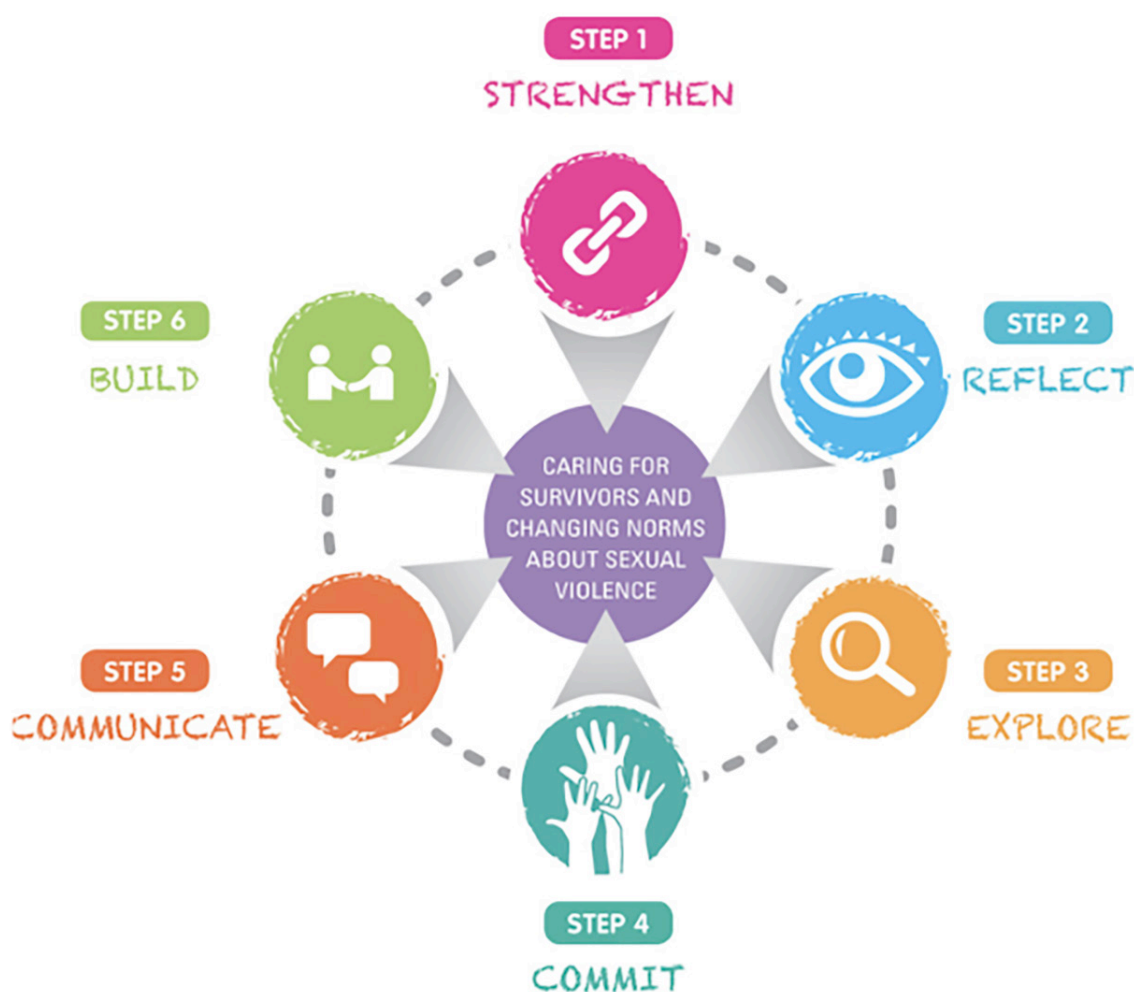 STEP 1
STRENGTHEN
STEP 2
REFLECT
STEP 3
EXPLORE
STEP 4
COMMIT
STEP 5
COMMUNICATE
STEP 6
BUILD
CARING FOR
SURVIVORS AND
CHANGING NORMS
ABOUT SEXUAL
VIOLENCE